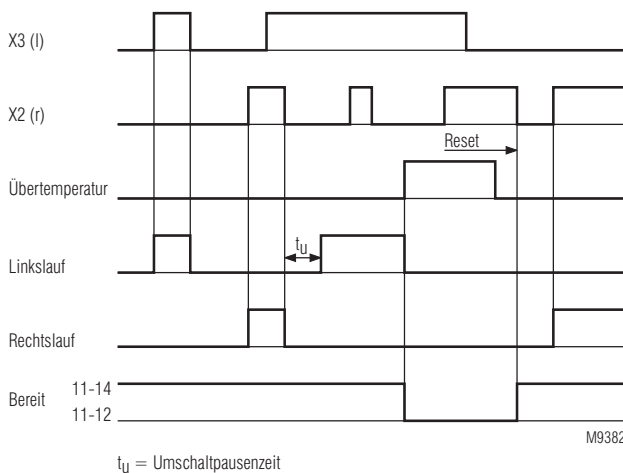 X3 (l)
X2 (r)
Reset
Übertemperatur
tu
Linkslauf
Rechtslauf
Bereit 11-14
11-12
M9382
tu = Umschaltpausenzeit